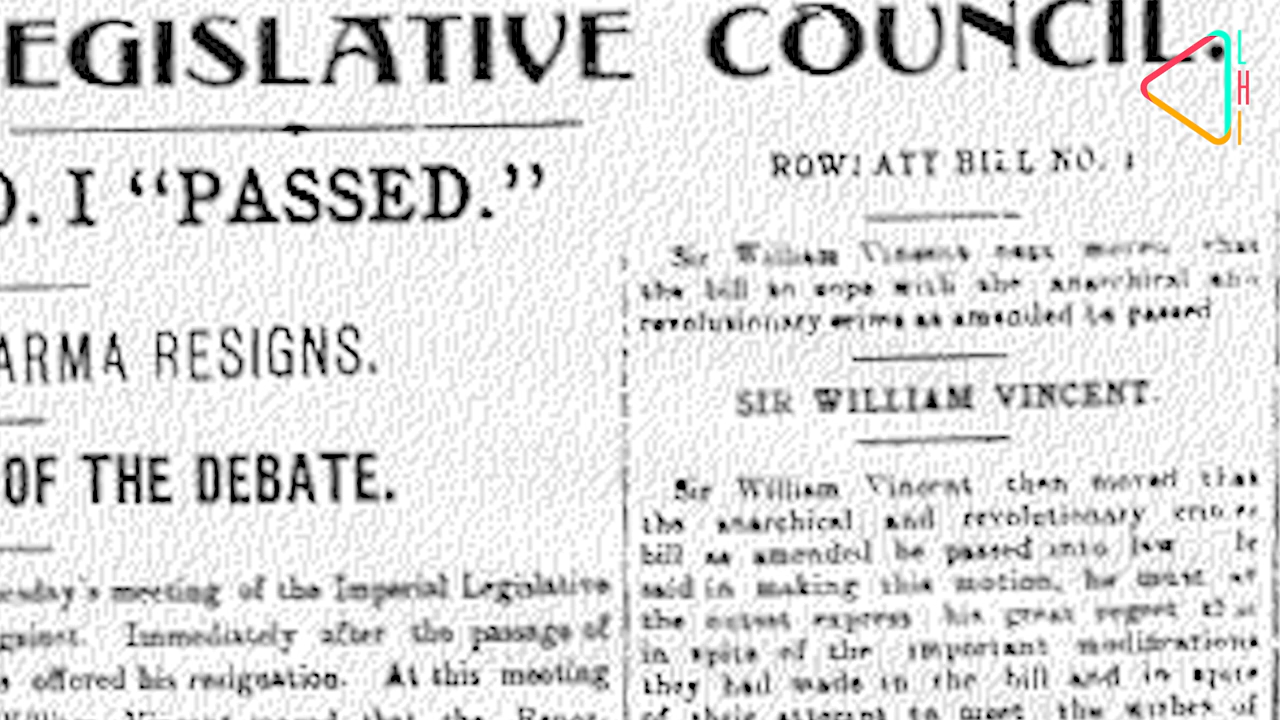 EGISLATIVE COUNCIL.
O. I “PASSED.”
ARMA RESIGNS.
OF THE DEBATE.
esday's meeting of the Imperial Legislative
gainst. Immediately after the passage of
offered his resignation. At this meeting
ROWLATT BILL NO. 1
Sir William Vincent next moved that
the bill to cope with the anarchical and
revolutionary crime as amended be passed
SIR WILLIAM VINCENT.
Sir William Vincent then moved that
the anarchical and revolutionary crimes
bill as amended be passed into law. He
said in making this motion, he must at
the outset express his great regret that
in spite of the important modifications
they had made in the bill and in spite
of their attempt to meet the wishes of
L
H
I